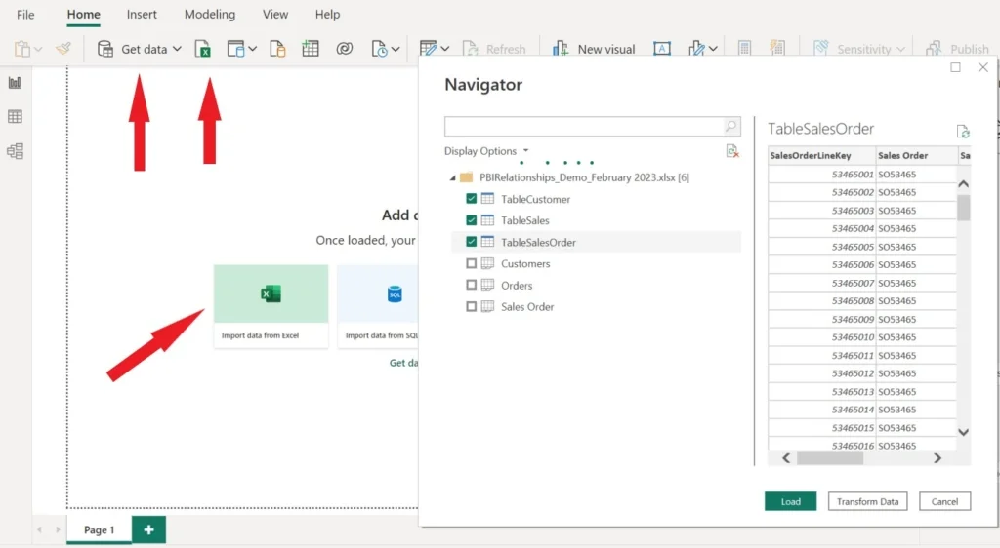 File Home Insert Modeling View Help
Get data Refresh New visual A Sensitivity Publish
Navigator
Display Options
PBIRelationships_Demo_February 2023.xlsx [6]
TableCustomer
TableSales
TableSalesOrder
Customers
Orders
Sales Order
TableSalesOrder
SalesOrderLineKey Sales Order Sa
53465001 SO53465
53465002 SO53465
53465003 SO53465
53465004 SO53465
53465005 SO53465
53465006 SO53465
53465007 SO53465
53465008 SO53465
53465009 SO53465
53465010 SO53465
53465011 SO53465
53465012 SO53465
53465013 SO53465
53465014 SO53465
53465015 SO53465
53465016 SO53465
Load Transform Data Cancel
Add
Once loaded, your
X SQL
Import data from Excel Import data from SQL
Get da
Page 1 +